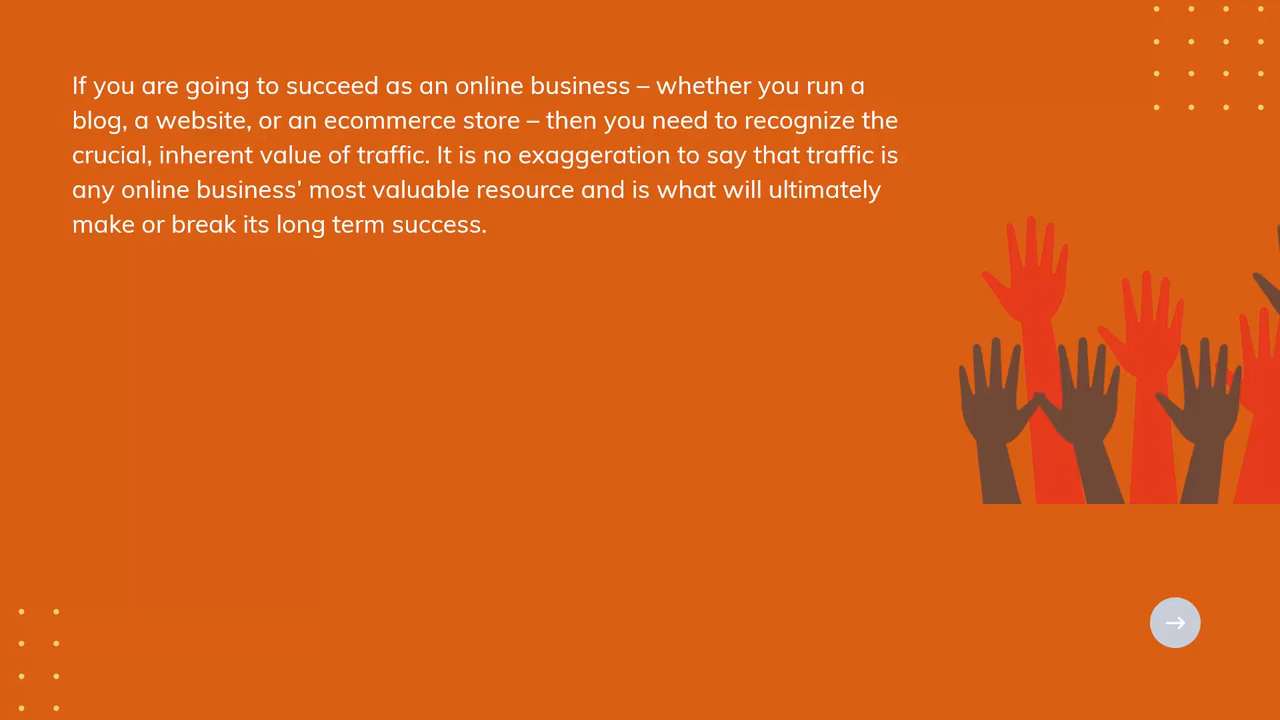 If you are going to succeed as an online business – whether you run a
blog, a website, or an ecommerce store – then you need to recognize the
crucial, inherent value of traffic. It is no exaggeration to say that traffic is
any online business’ most valuable resource and is what will ultimately
make or break its long term success.